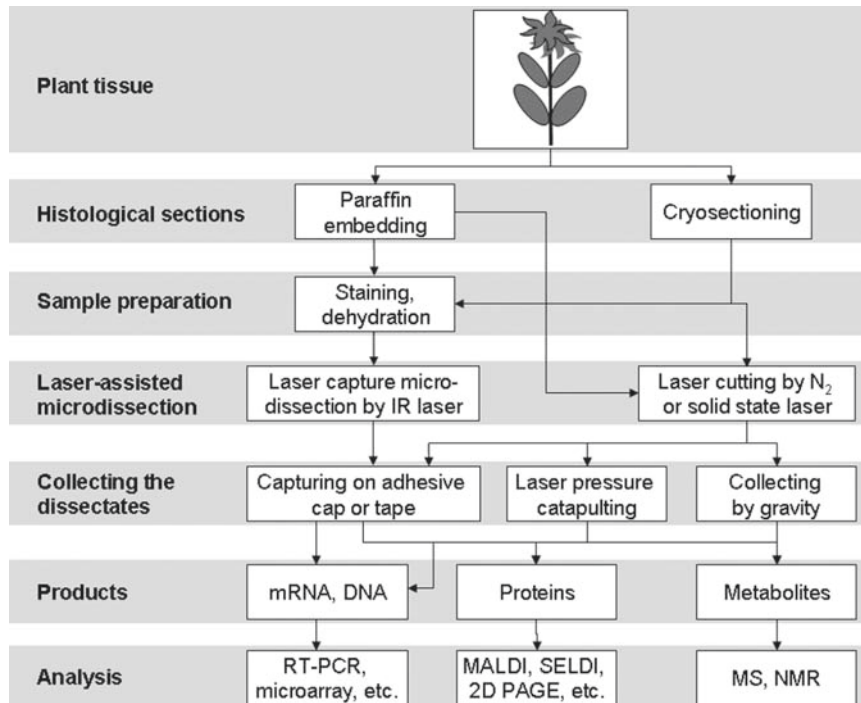 Plant tissue
Histological sections
Paraffin
embedding
Cryosectioning
Sample preparation
Staining,
dehydration
Laser-assisted
microdissection
Laser capture micro-
dissection by IR laser
Laser cutting by N₂
or solid state laser
Collecting the
dissectates
Capturing on adhesive
cap or tape
Laser pressure
catapulting
Collecting
by gravity
Products
mRNA, DNA
Proteins
Metabolites
Analysis
RT-PCR,
microarray, etc.
MALDI, SELDI,
2D PAGE, etc.
MS, NMR